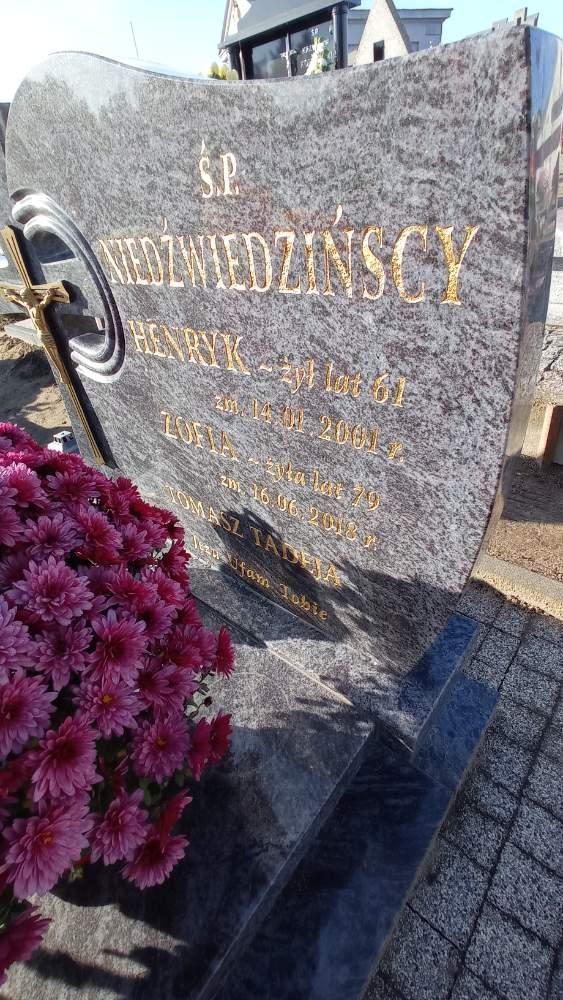 Ś.P.
NIEDŹWIEDZIŃSCY
HENRYK – żył lat 61
zm. 14.01.2001 r.
ZOFIA – żyła lat 79
zm. 16.06.2018 r.
TOMASZ TADEJA
Jezu Ufam Tobie